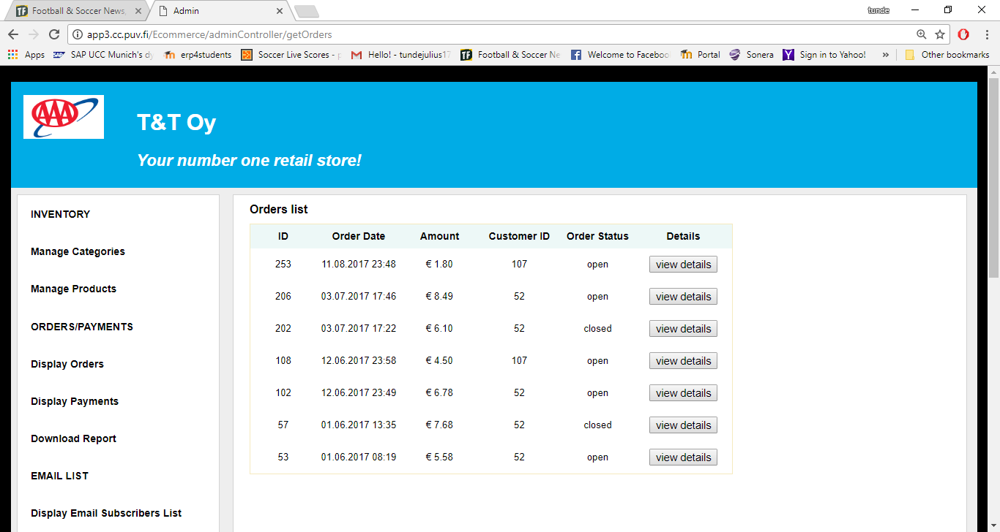 Football & Soccer News,
Admin
tunde
app3.cc.puv.fi/Ecommerce/adminController/getOrders
Apps
SAP UCC Munich's dy
erp4students
Soccer Live Scores - p
Hello! - tundejulius17
Football & Soccer Ne
Welcome to Faceboo
Portal
Sonera
Sign in to Yahoo!
»
Other bookmarks
AAA
T&T Oy
Your number one retail store!
INVENTORY
Manage Categories
Manage Products
ORDERS/PAYMENTS
Display Orders
Display Payments
Download Report
EMAIL LIST
Display Email Subscribers List
Orders list
ID Order Date Amount Customer ID Order Status Details
253 11.08.2017 23:48 € 1.80 107 open view details
206 03.07.2017 17:46 € 8.49 52 open view details
202 03.07.2017 17:22 € 6.10 52 closed view details
108 12.06.2017 23:58 € 4.50 107 open view details
102 12.06.2017 23:49 € 6.78 52 open view details
57 01.06.2017 13:35 € 7.68 52 closed view details
53 01.06.2017 08:19 € 5.58 52 open view details